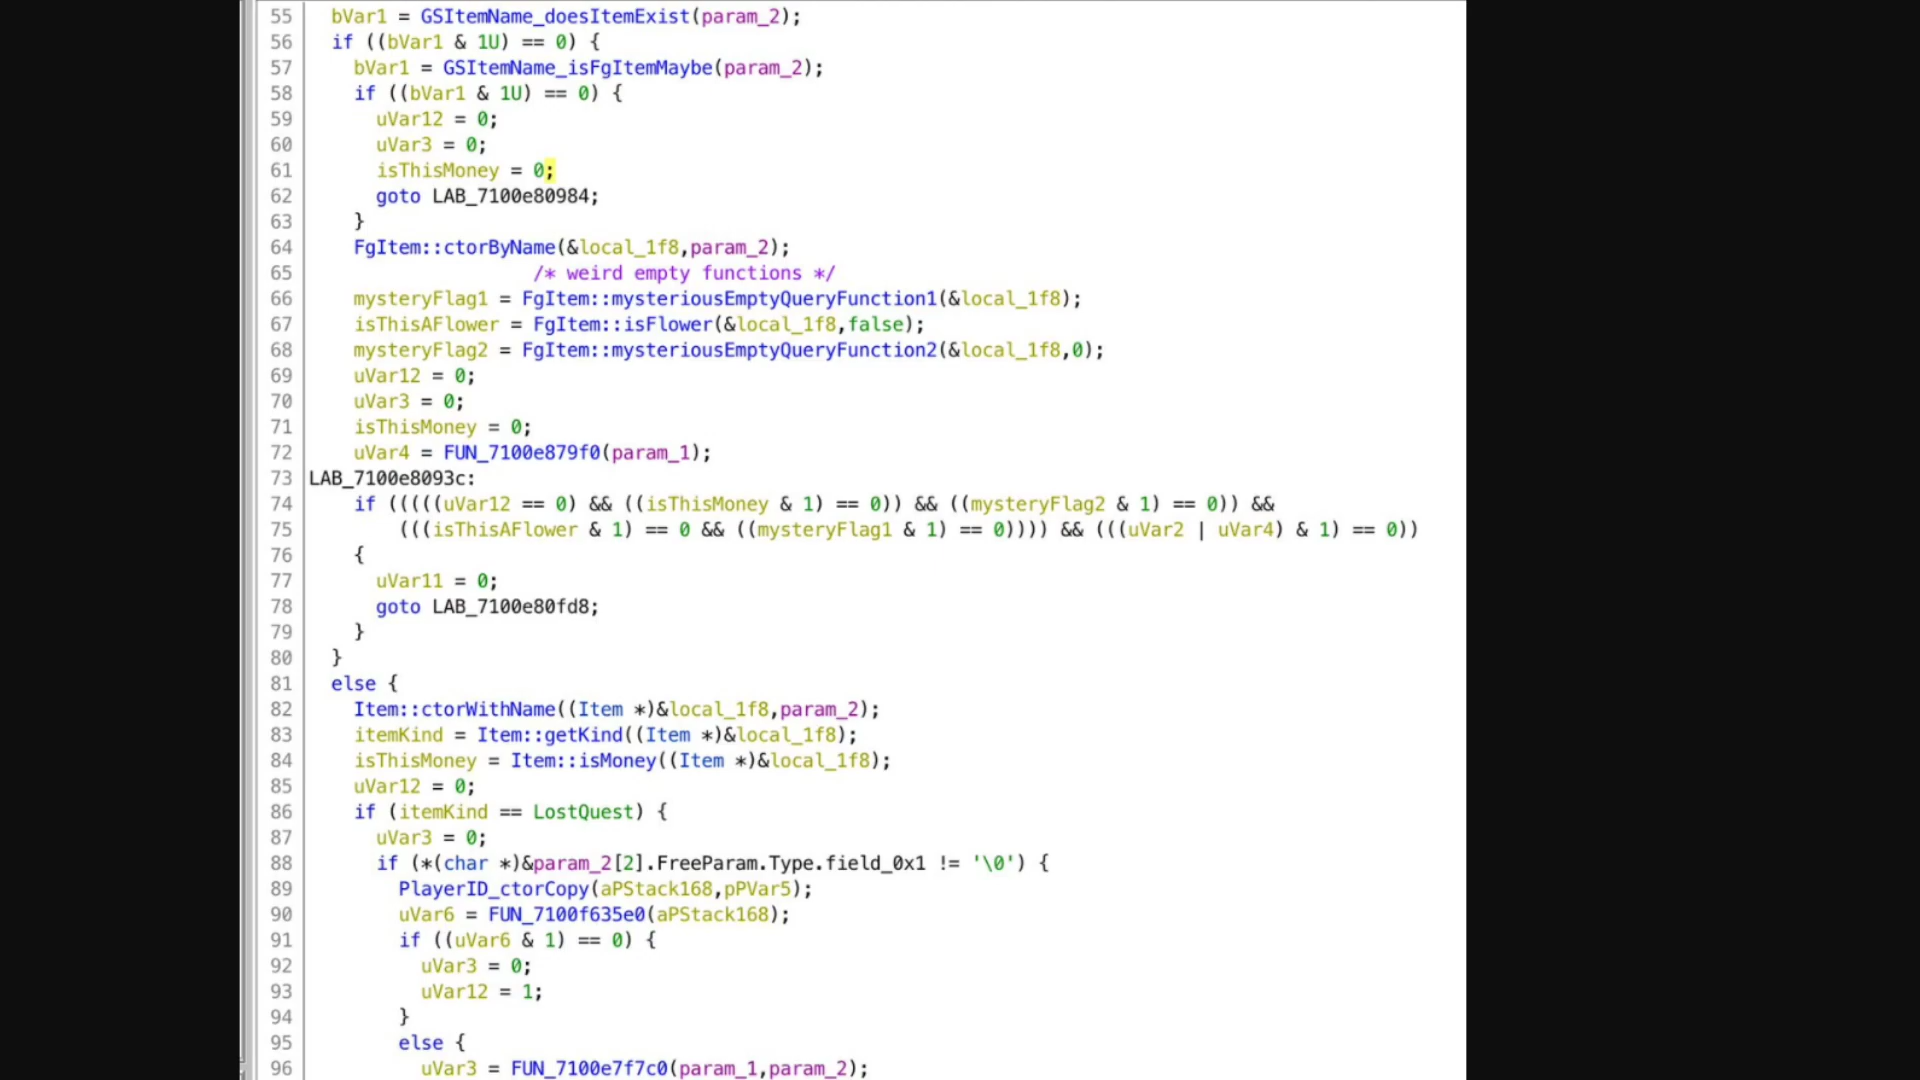 55 bVar1 = GSItemName_doesItemExist(param_2);
56 if ((bVar1 & 1U) == 0) {
57 bVar1 = GSItemName_isFgItemMaybe(param_2);
58 if ((bVar1 & 1U) == 0) {
59 uVar12 = 0;
60 uVar3 = 0;
61 isThisMoney = 0;
62 goto LAB_7100e80984;
63 }
64 FgItem::ctorByName(&local_1f8,param_2);
65 /* weird empty functions */
66 mysteryFlag1 = FgItem::mysteriousEmptyQueryFunction1(&local_1f8);
67 isThisAFlower = FgItem::isFlower(&local_1f8,false);
68 mysteryFlag2 = FgItem::mysteriousEmptyQueryFunction2(&local_1f8,0);
69 uVar12 = 0;
70 uVar3 = 0;
71 isThisMoney = 0;
72 uVar4 = FUN_7100e879f0(param_1);
73 LAB_7100e8093c:
74 if (((((uVar12 == 0) && ((isThisMoney & 1) == 0)) && ((mysteryFlag2 & 1) == 0)) &&
75 (((isThisAFlower & 1) == 0 && ((mysteryFlag1 & 1) == 0)))) && (((uVar2 | uVar4) & 1) == 0))
76 {
77 uVar11 = 0;
78 goto LAB_7100e80fd8;
79 }
80 }
81 else {
82 Item::ctorWithName((Item *)&local_1f8,param_2);
83 itemKind = Item::getKind((Item *)&local_1f8);
84 isThisMoney = Item::isMoney((Item *)&local_1f8);
85 uVar12 = 0;
86 if (itemKind == LostQuest) {
87 uVar3 = 0;
88 if (*(char *)&param_2[2].FreeParam.Type.field_0x1 != '\0') {
89 PlayerID_ctorCopy(aPStack168,pPVar5);
90 uVar6 = FUN_7100f635e0(aPStack168);
91 if ((uVar6 & 1) == 0) {
92 uVar3 = 0;
93 uVar12 = 1;
94 }
95 else {
96 uVar3 = FUN_7100e7f7c0(param_1,param_2);